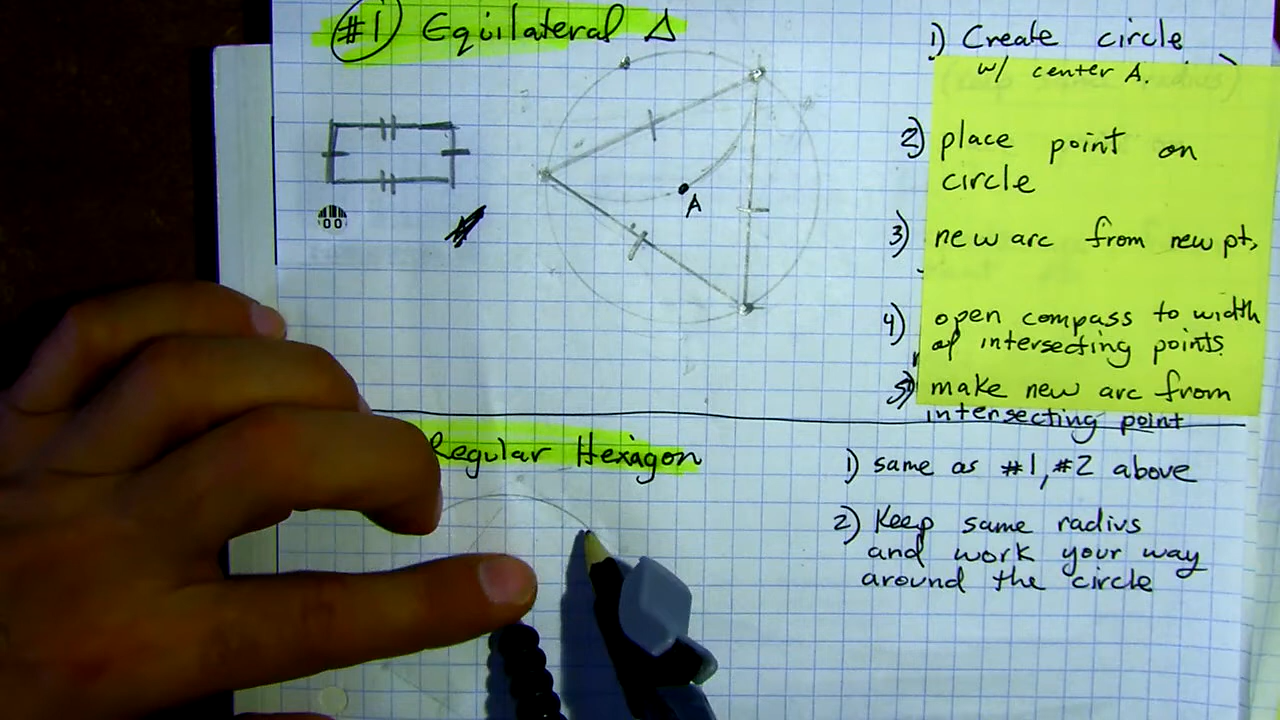 #1) Equilateral Δ
1) Create circle
w/ center A.
2) place point on
circle
3) new arc from new pt.
4) open compass to width
of intersecting points.
5) make new arc from
intersecting point
A
00
Regular Hexagon
1) same as #1, #2 above
2) Keep same radius
and work your way
around the circle